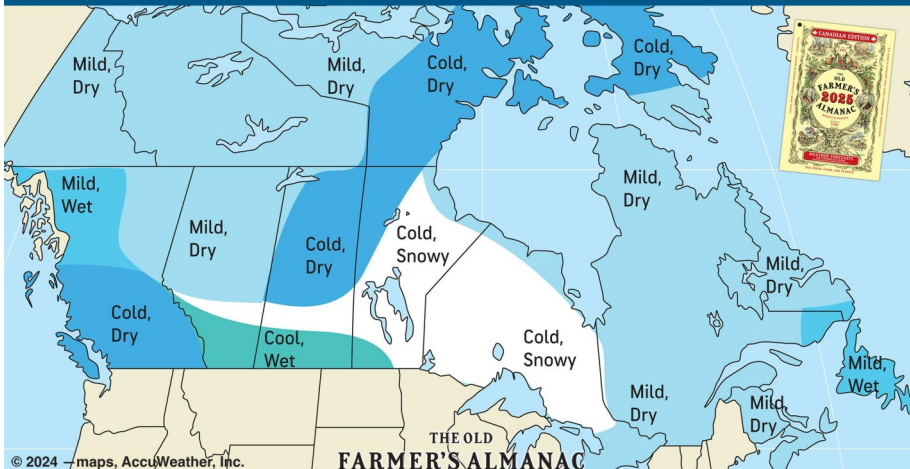 Mild,
Dry
Mild,
Dry
Cold,
Dry
Cold,
Dry
CANADIAN EDITION
THE
OLD
FARMER'S
2025
ALMANAC
WEATHER FORECASTS
Mild,
Wet
Mild,
Dry
Cold,
Dry
Cold,
Snowy
Mild,
Dry
Mild,
Dry
Cold,
Dry
Cool,
Wet
Cold,
Snowy
Mild,
Dry
Mild,
Dry
Mild,
Wet
THE OLD
FARMER'S ALMANAC
© 2024 —maps, AccuWeather, Inc.